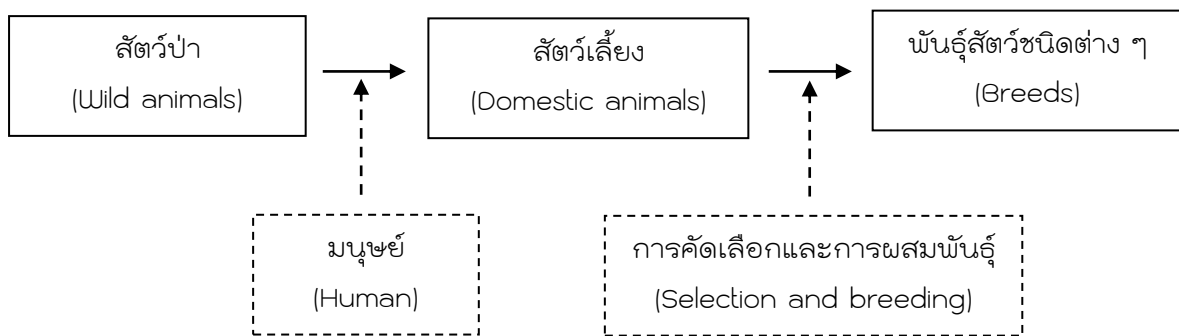 สัตว์ป่า
(Wild animals)
สัตว์เลี้ยง
(Domestic animals)
พันธุ์สัตว์ชนิดต่าง ๆ
(Breeds)
มนุษย์
(Human)
การคัดเลือกและการผสมพันธุ์
(Selection and breeding)